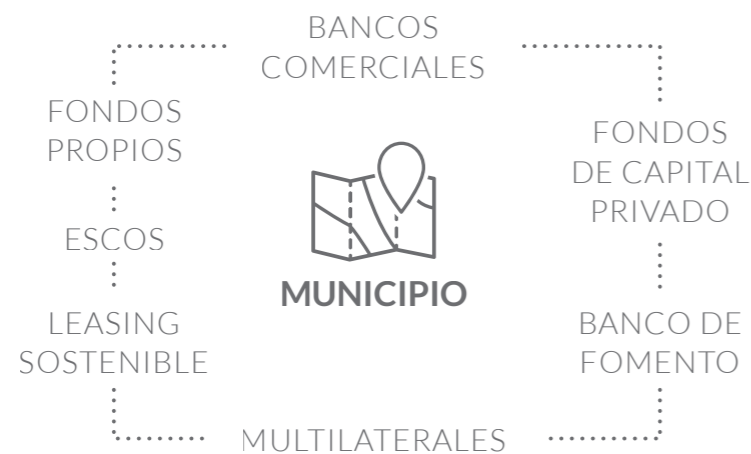 BANCOS
COMERCIALES
FONDOS
PROPIOS
FONDOS
DE CAPITAL
PRIVADO
ESCOS
MUNICIPIO
LEASING
SOSTENIBLE
BANCO DE
FOMENTO
MULTILATERALES